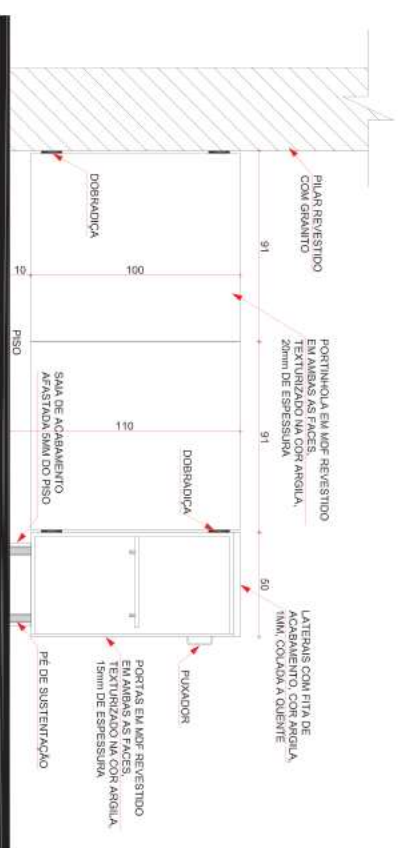 PILAR REVESTIDO
COM GRANITO
PORTINHOLA EM MDF REVESTIDO
EM AMBAS AS FACES,
TEXTURIZADO NA COR ARGILA,
20mm DE ESPESSURA
LATERAIS COM FITA DE
ACABAMENTO, COR ARGILA,
1MM, COLADA A QUENTE
91
91
50
DOBRADIÇA
100
10
PISO
110
DOBRADIÇA
PUXADOR
SAIA DE ACABAMENTO
AFASTADA 5MM DO PISO
PORTAS EM MDF REVESTIDO
EM AMBAS AS FACES,
TEXTURIZADO NA COR ARGILA,
15mm DE ESPESSURA
PÉ DE SUSTENTAÇÃO